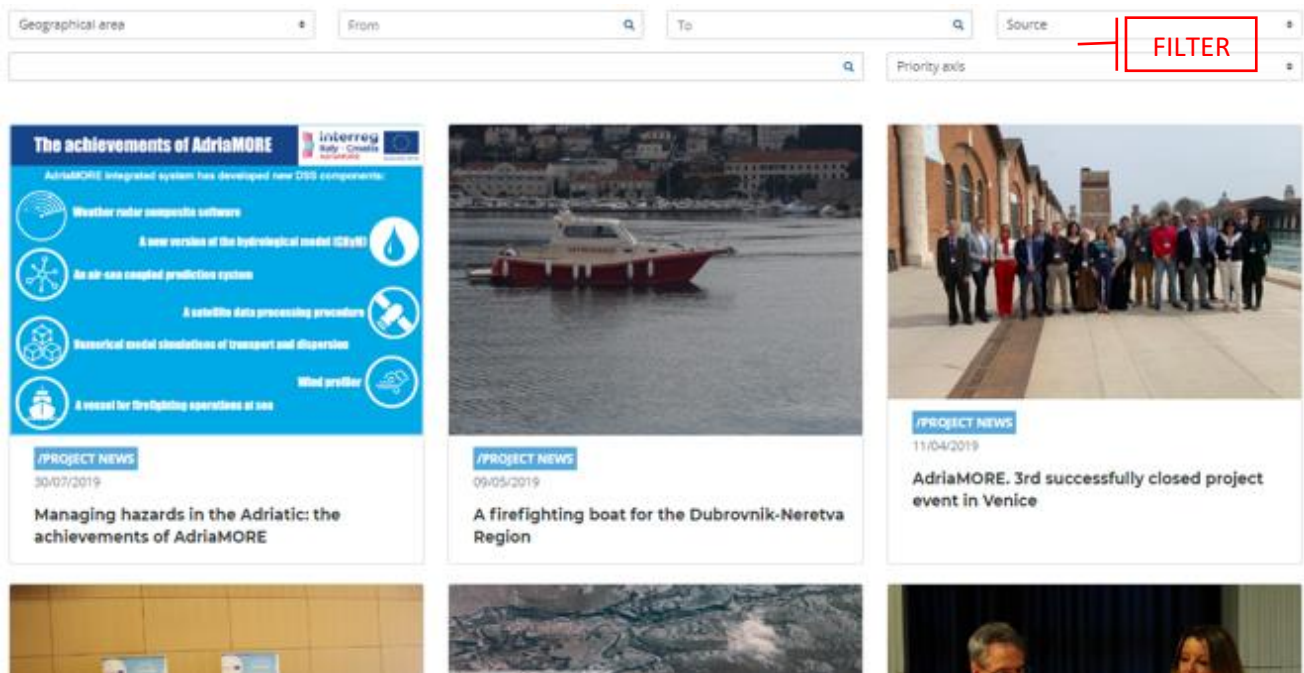 Geographical area
From
To
Source
FILTER
Priority axis
The achievements of AdriaMORE
Interreg
Italy - Croatia
AdriaMORE integrated system has developed new DSS components:
Weather radar composite software
A new version of the hydrological model (CHyM)
An air-sea coupled prediction system
A satellite data processing procedure
Numerical model simulations of transport and dispersion
Wind profiler
A vessel for firefighting operations at sea
/PROJECT NEWS
30/07/2019
Managing hazards in the Adriatic: the
achievements of AdriaMORE
/PROJECT NEWS
09/05/2019
A firefighting boat for the Dubrovnik-Neretva
Region
/PROJECT NEWS
11/04/2019
AdriaMORE. 3rd successfully closed project
event in Venice